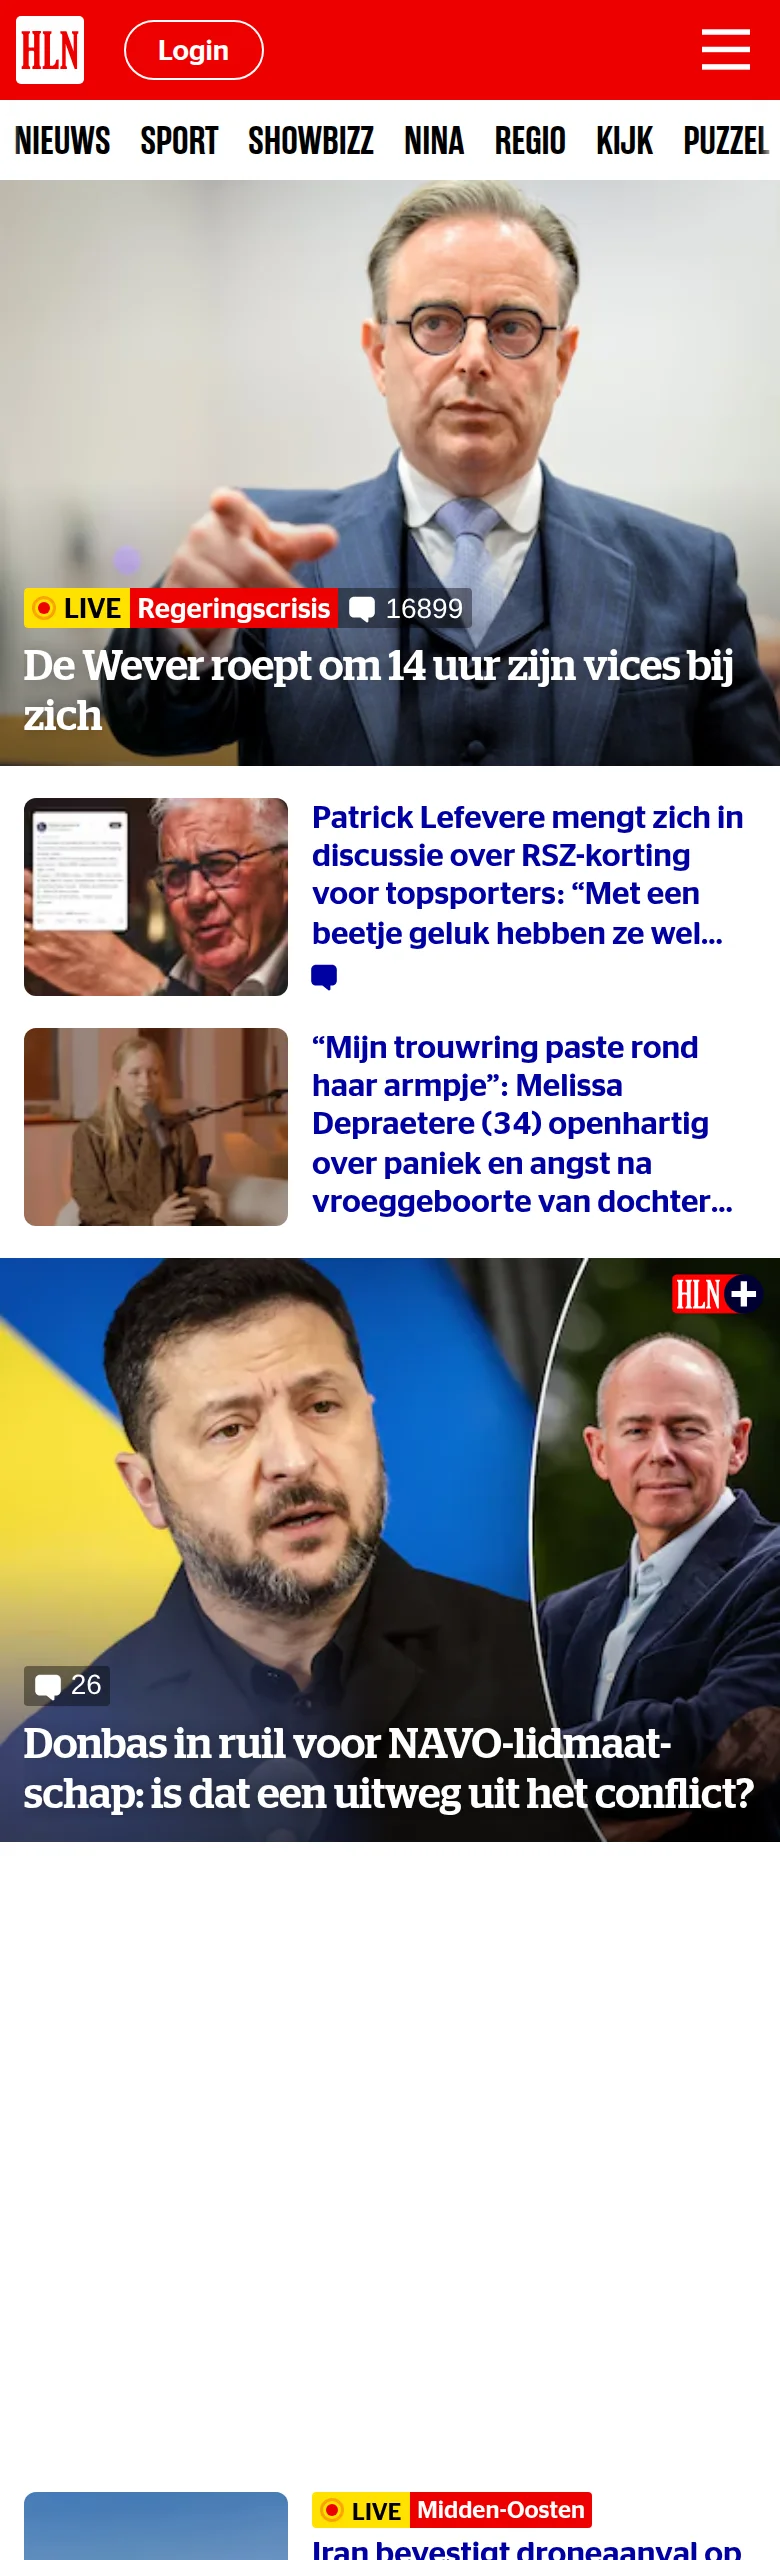 HLN
Login
NIEUWS SPORT SHOWBIZZ NINA REGIO KIJK PUZZEL
LIVE Regeringscrisis 16899
De Wever roept om 14 uur zijn vices bij
zich
Patrick Lefevere mengt zich in
discussie over RSZ-korting
voor topsporters: “Met een
beetje geluk hebben ze wel...
“Mijn trouwring paste rond
haar armpje”: Melissa
Depraetere (34) openhartig
over paniek en angst na
vroeggeboorte van dochter...
HLN+
26
Donbas in ruil voor NAVO-lidmaat-
schap: is dat een uitweg uit het conflict?
LIVE Midden-Oosten
Iran bevestigt droneaanval op